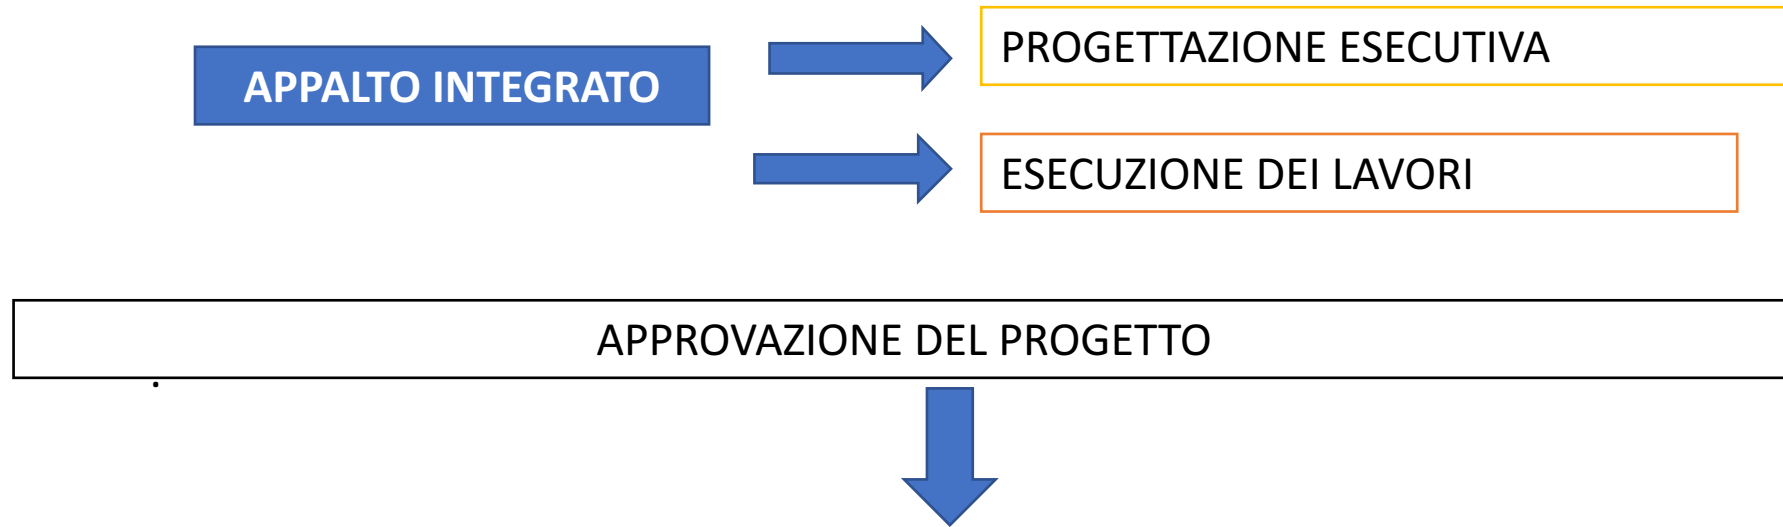 PROGETTAZIONE ESECUTIVA
APPALTO INTEGRATO
ESECUZIONE DEI LAVORI
APPROVAZIONE DEL PROGETTO
.